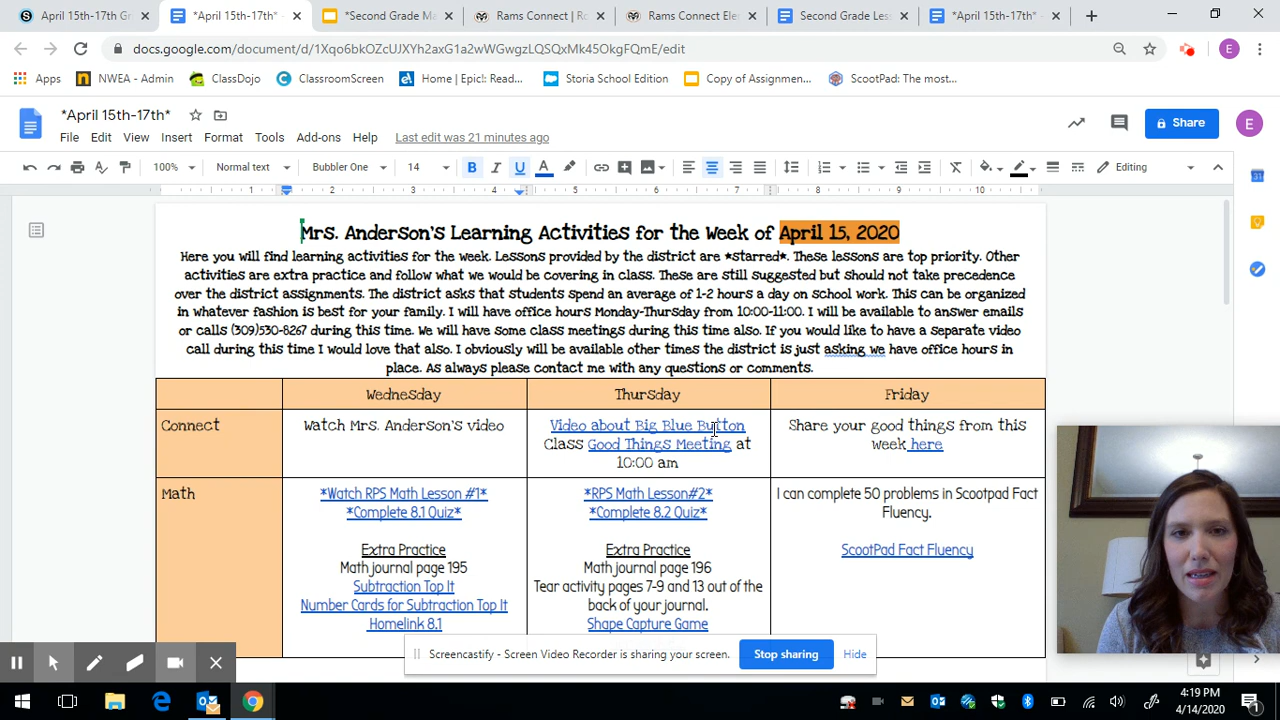 April 15th-17th Gr
*April 15th-17th*
*Second Grade Ma
Rams Connect | Ro
Rams Connect Ele
Second Grade Les
*April 15th-17th*
docs.google.com/document/d/1Xqo6bkOZcUJXYh2axG1a2wWGwgzLQSQxMk45OkgFQmE/edit
E
Apps
NWEA - Admin
ClassDojo
ClassroomScreen
Home | Epic!: Rea...
Storia School Edition
Copy of Assignmen...
ScootPad: The most...
*April 15th-17th*
File Edit View Insert Format Tools Add-ons Help Last edit was 21 minutes ago
Share
E
100% Normal text Bubbler One 14 B I U A Editing
1 1 2 3 4 5 6 7 8 9 10
Mrs. Anderson's Learning Activities for the Week of April 15, 2020
Here you will find learning activities for the week. Lessons provided by the district are *starred*. These lessons are top priority. Other
activities are extra practice and follow what we would be covering in class. These are still suggested but should not take precedence
over the district assignments. The district asks that students spend an average of 1-2 hours a day on school work. This can be organized
in whatever fashion is best for your family. I will have office hours Monday-Thursday from 10:00-11:00. I will be available to answer emails
or calls (309)530-8267 during this time. We will have some class meetings during this time also. If you would like to have a separate video
call during this time I would love that also. I obviously will be available other times the district is just asking we have office hours in
place. As always please contact me with any questions or comments.
Wednesday
Thursday
Friday
Connect
Watch Mrs. Anderson's video
Video about Big Blue Button
Class Good Things Meeting at
10:00 am
Share your good things from this
week here
Math
*Watch RPS Math Lesson #1*
*Complete 8.1 Quiz*
Extra Practice
Math journal page 195
Subtraction Top It
Number Cards for Subtraction Top It
Homelink 8.1
*RPS Math Lesson#2*
*Complete 8.2 Quiz*
Extra Practice
Math journal page 196
Tear activity pages 7-9 and 13 out of the
back of your journal.
Shape Capture Game
I can complete 50 problems in Scootpad Fact
Fluency.
ScootPad Fact Fluency
Screencastify - Screen Video Recorder is sharing your screen.
Stop sharing
Hide
4:19 PM
4/14/2020